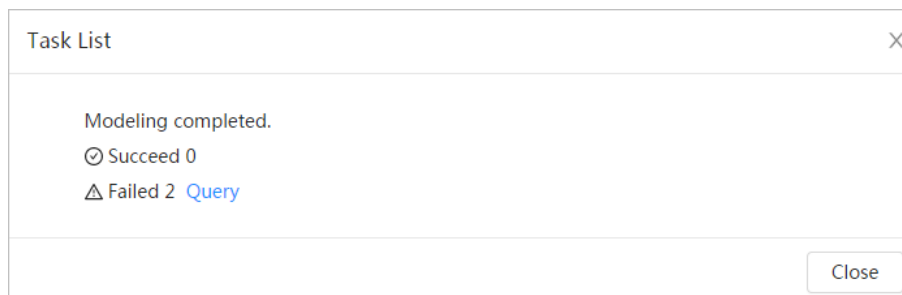 Task List
Modeling completed.
Succeed 0
Failed 2 Query
Close